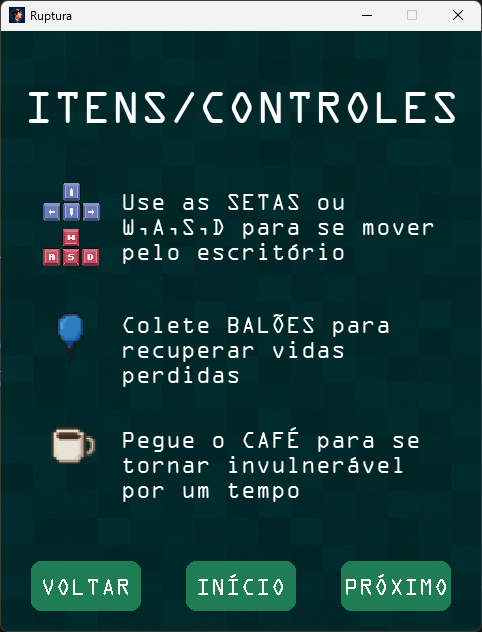 Ruptura
ITENS/CONTROLES
Use as SETAS ou
W,A,S,D para se mover
pelo escritório
W
A S D
Colete BALÕES para
recuperar vidas
perdidas
Pegue o CAFÉ para se
tornar invulnerável
por um tempo
VOLTAR
INÍCIO
PRÓXIMO